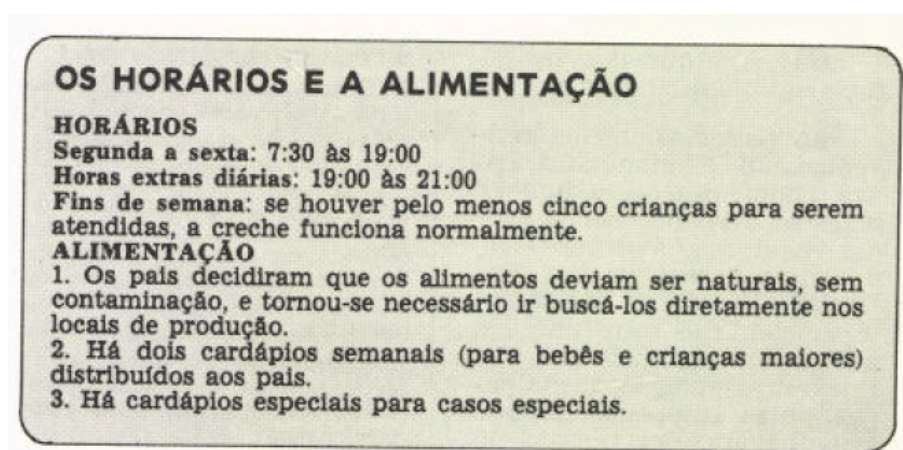 OS HORÁRIOS E A ALIMENTAÇÃO
HORÁRIOS
Segunda a sexta: 7:30 às 19:00
Horas extras diárias: 19:00 às 21:00
Fins de semana: se houver pelo menos cinco crianças para serem
atendidas, a creche funciona normalmente.
ALIMENTAÇÃO
1. Os pais decidiram que os alimentos deviam ser naturais, sem
contaminação, e tornou-se necessário ir buscá-los diretamente nos
locais de produção.
2. Há dois cardápios semanais (para bebês e crianças maiores)
distribuídos aos pais.
3. Há cardápios especiais para casos especiais.